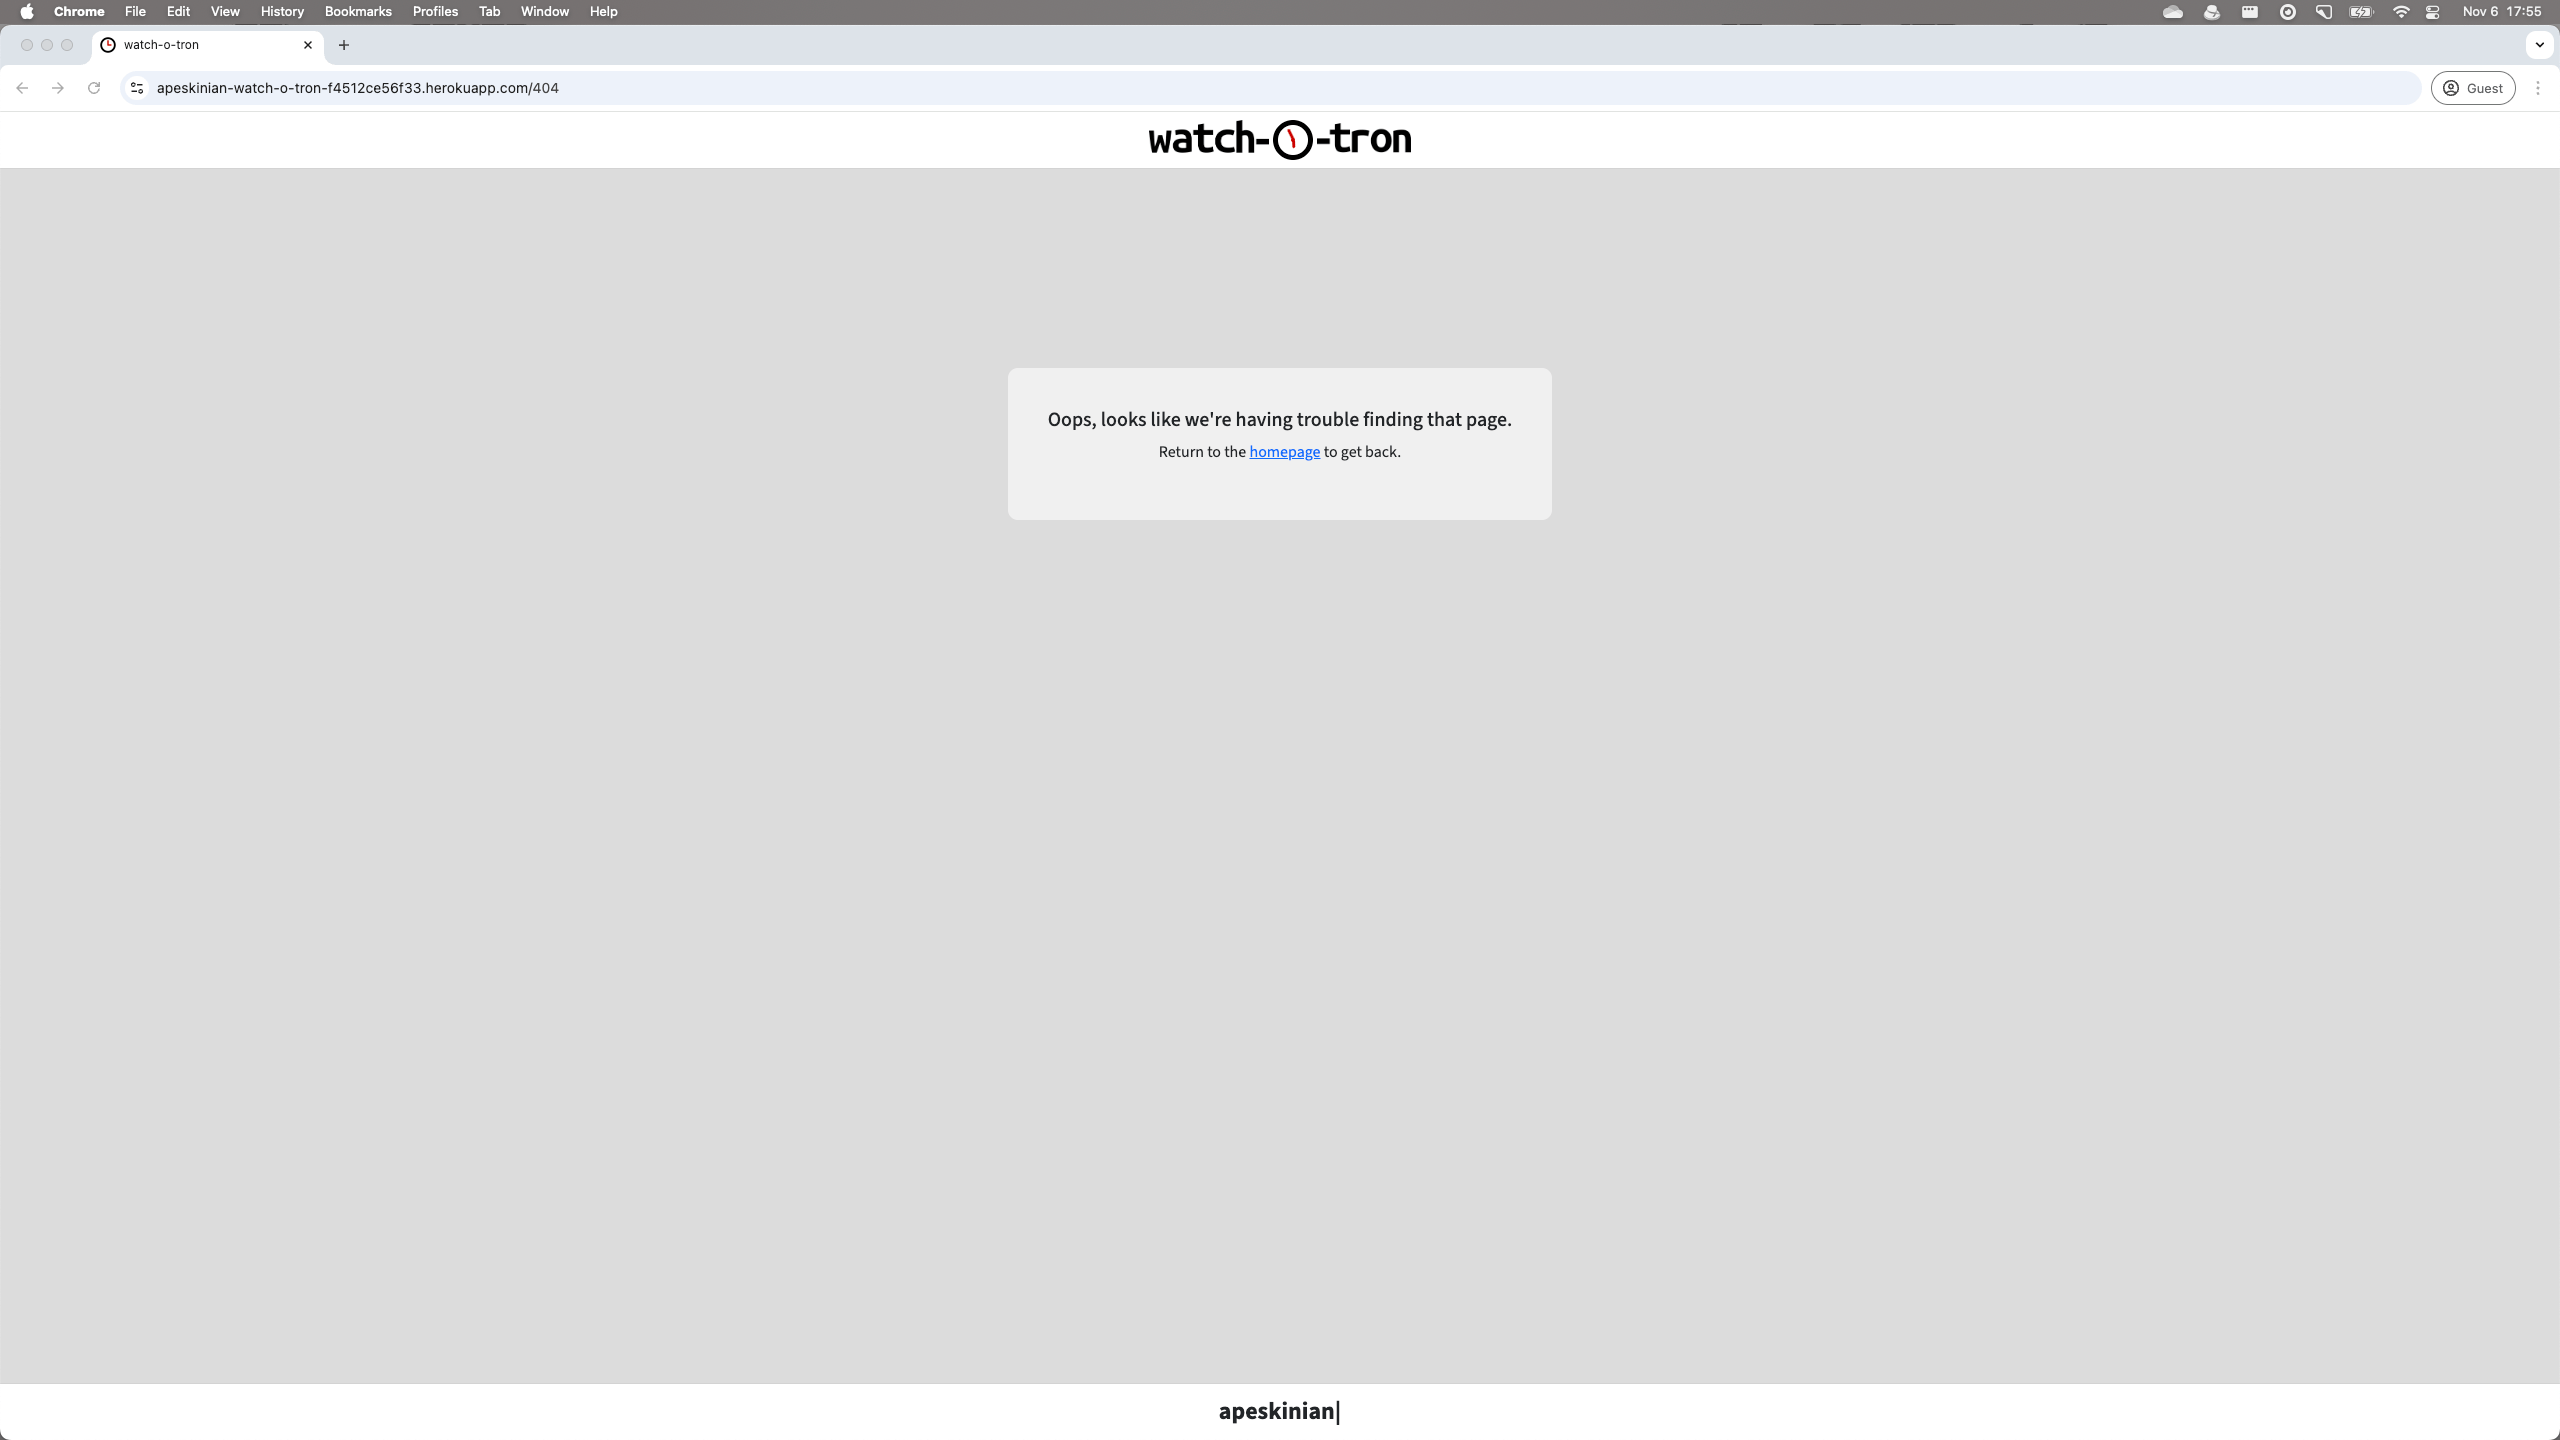 Chrome File Edit View History Bookmarks Profiles Tab Window Help Nov 6 17:55
watch-o-tron
apeskinian-watch-o-tron-f4512ce56f33.herokuapp.com/404 Guest
watch-o-tron
Oops, looks like we're having trouble finding that page.
Return to the homepage to get back.
apeskinian|